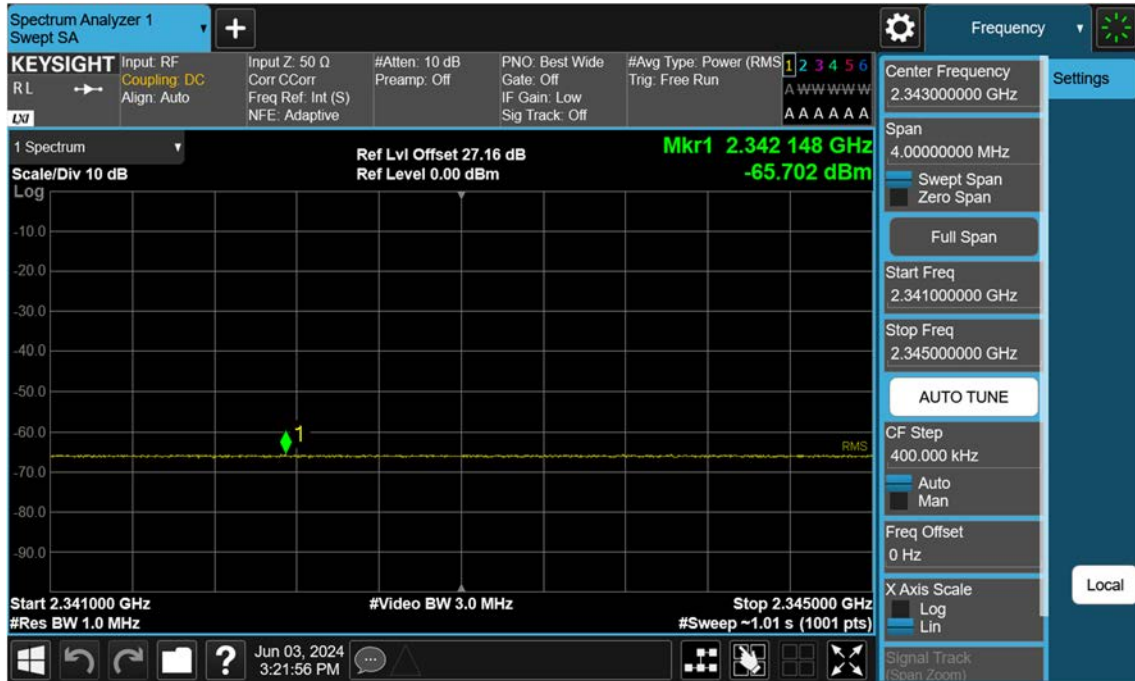 Spectrum Analyzer 1
Swept SA
+
Frequency
KEYSIGHT
R L
LXI
Input: RF
Coupling: DC
Align: Auto
Input Z: 50 Ω
Corr CCorr
Freq Ref: Int (S)
NFE: Adaptive
#Atten: 10 dB
Preamp: Off
PNO: Best Wide
Gate: Off
IF Gain: Low
Sig Track: Off
#Avg Type: Power (RMS
Trig: Free Run
1 2 3 4 5 6
A W W W W W
A A A A A A
1 Spectrum
Scale/Div 10 dB
Log
Ref Lvl Offset 27.16 dB
Ref Level 0.00 dBm
Mkr1 2.342 148 GHz
-65.702 dBm
-10.0
-20.0
-30.0
-40.0
-50.0
-60.0
-70.0
-80.0
-90.0
1
RMS
Start 2.341000 GHz
#Res BW 1.0 MHz
#Video BW 3.0 MHz
Stop 2.345000 GHz
#Sweep ~1.01 s (1001 pts)
Center Frequency
2.343000000 GHz
Span
4.00000000 MHz
Swept Span
Zero Span
Full Span
Start Freq
2.341000000 GHz
Stop Freq
2.345000000 GHz
AUTO TUNE
CF Step
400.000 kHz
Auto
Man
Freq Offset
0 Hz
X Axis Scale
Log
Lin
Signal Track
(Span Zoom)
Settings
Local
?
Jun 03, 2024
3:21:56 PM